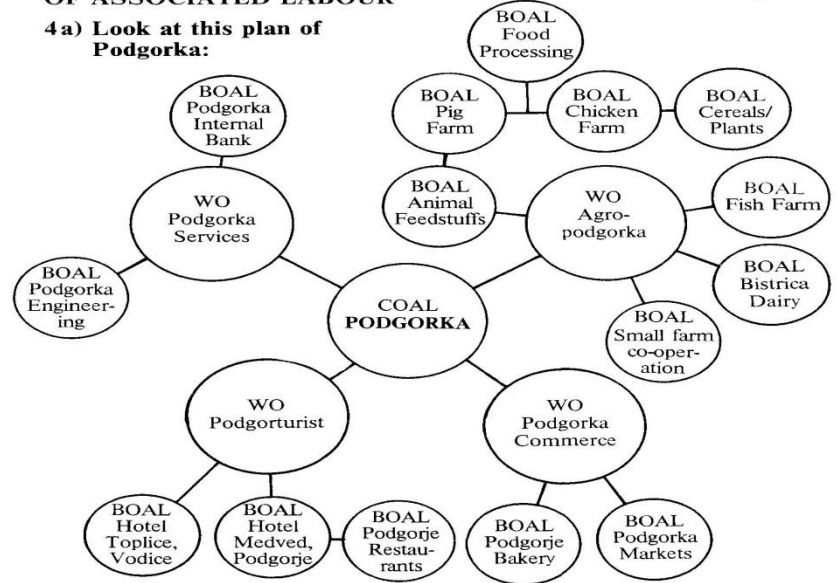 OF ASSOCIATED LABOUR
4a) Look at this plan of
Podgorka:
BOAL
Food
Processing
BOAL
Podgorka
Internal
Bank
BOAL
Pig
Farm
BOAL
Chicken
Farm
BOAL
Cereals/
Plants
WO
Podgorka
Services
BOAL
Animal
Feedstuffs
WO
Agro-
podgorka
BOAL
Fish Farm
BOAL
Podgorka
Engineer-
ing
COAL
PODGORKA
BOAL
Bistrica
Dairy
BOAL
Small farm
co-oper-
ation
WO
Podgorturist
WO
Podgorka
Commerce
BOAL
Hotel
Toplice,
Vodice
BOAL
Hotel
Medved,
Podgorje
BOAL
Podgorje
Restau-
rants
BOAL
Podgorje
Bakery
BOAL
Podgorka
Markets